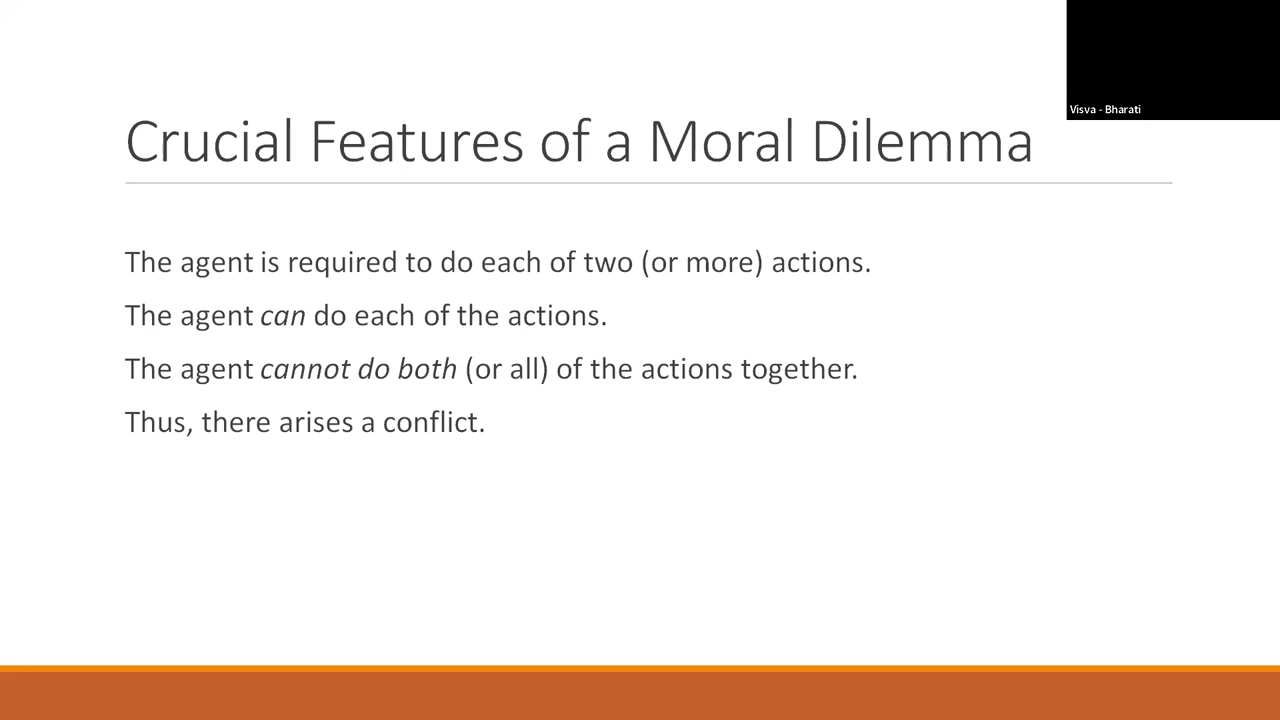 Visva - Bharati
Crucial Features of a Moral Dilemma
The agent is required to do each of two (or more) actions.
The agent can do each of the actions.
The agent cannot do both (or all) of the actions together.
Thus, there arises a conflict.